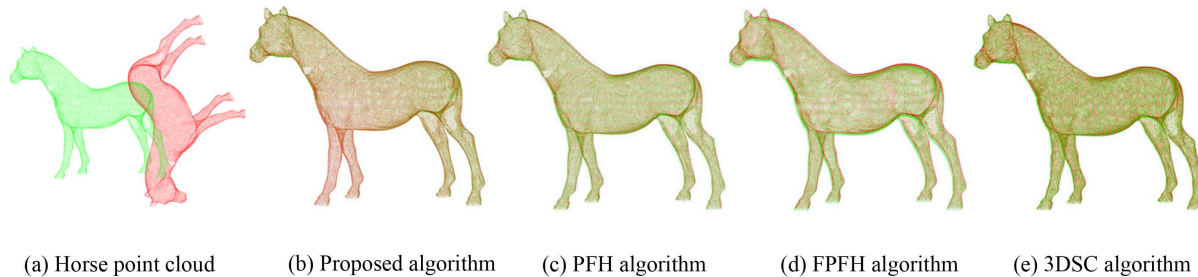 (a) Horse point cloud
(b) Proposed algorithm
(c) PFH algorithm
(d) FPFH algorithm
(e) 3DSC algorithm